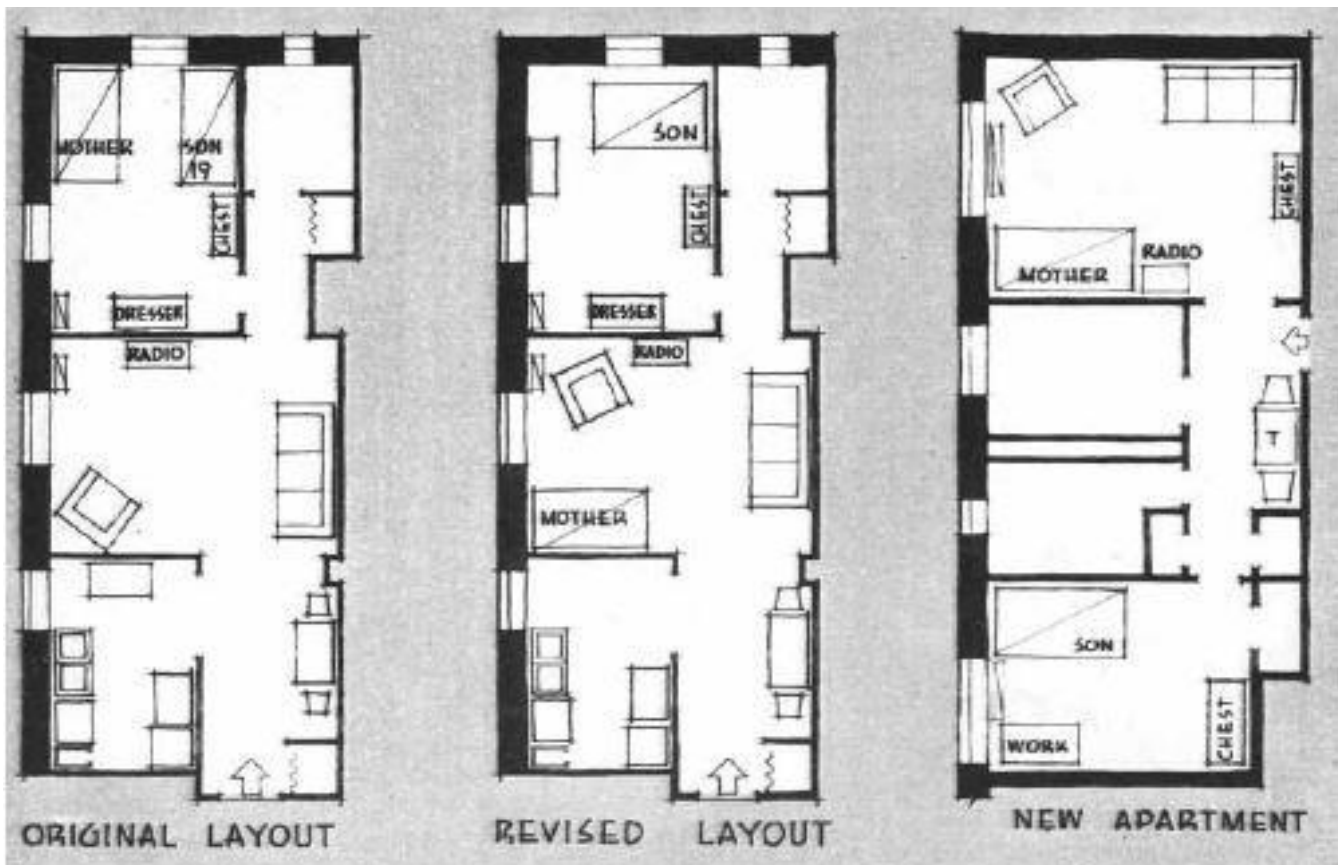 MOTHER
SON
19
CHEST
DRESSER
RADIO
ORIGINAL LAYOUT
SON
CHEST
DRESSER
RADIO
MOTHER
REVISED LAYOUT
CHEST
RADIO
MOTHER
T
SON
WORK
CHEST
NEW APARTMENT